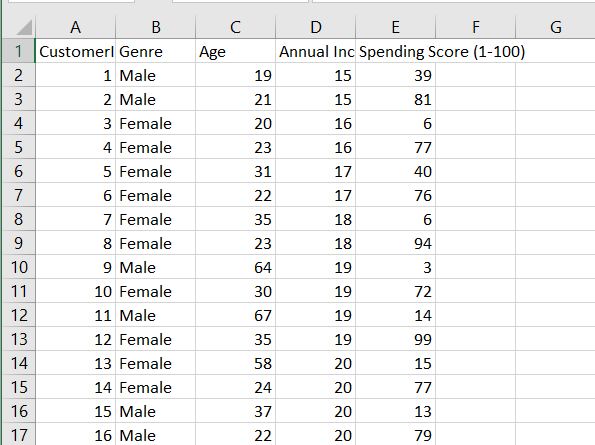 A B C D E F G
1 CustomerI Genre Age Annual Inc Spending Score (1-100)
2 1 Male 19 15 39
3 2 Male 21 15 81
4 3 Female 20 16 6
5 4 Female 23 16 77
6 5 Female 31 17 40
7 6 Female 22 17 76
8 7 Female 35 18 6
9 8 Female 23 18 94
10 9 Male 64 19 3
11 10 Female 30 19 72
12 11 Male 67 19 14
13 12 Female 35 19 99
14 13 Female 58 20 15
15 14 Female 24 20 77
16 15 Male 37 20 13
17 16 Male 22 20 79